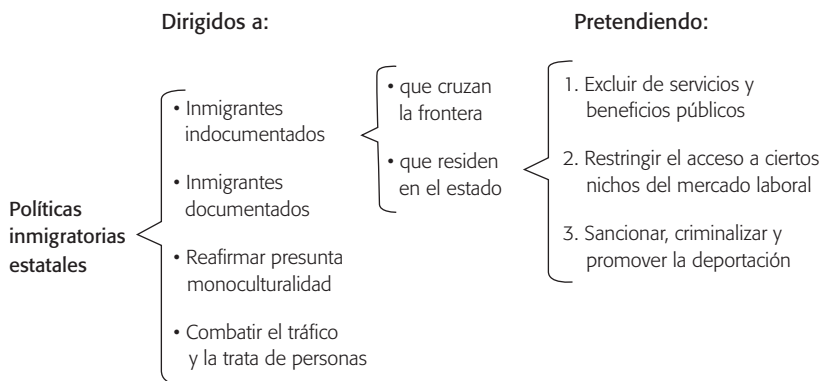 Dirigidos a:
Pretendiendo:
Políticas
inmigratorias
estatales
• Inmigrantes
indocumentados
• Inmigrantes
documentados
• Reafirmar presunta
monoculturalidad
• Combatir el tráfico
y la trata de personas
• que cruzan
la frontera
• que residen
en el estado
1. Excluir de servicios y
beneficios públicos
2. Restringir el acceso a ciertos
nichos del mercado laboral
3. Sancionar, criminalizar y
promover la deportación